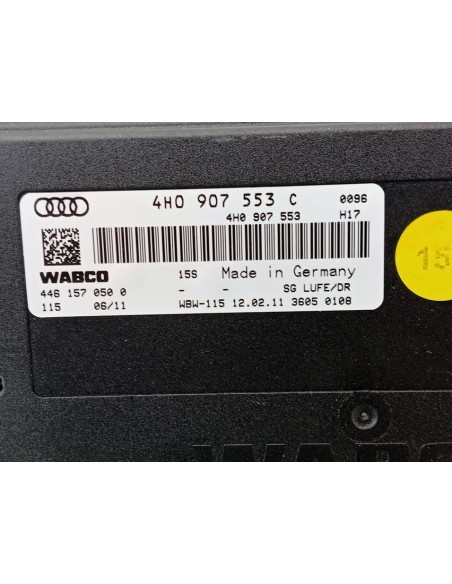 4H0 907 553 C 0096
4H0 907 553 H17
WABCO 15S Made in Germany
446 157 050 0 - - SG LUFE/DR
115 06/11 WBW-115 12.02.11 3605 0108
WABCO